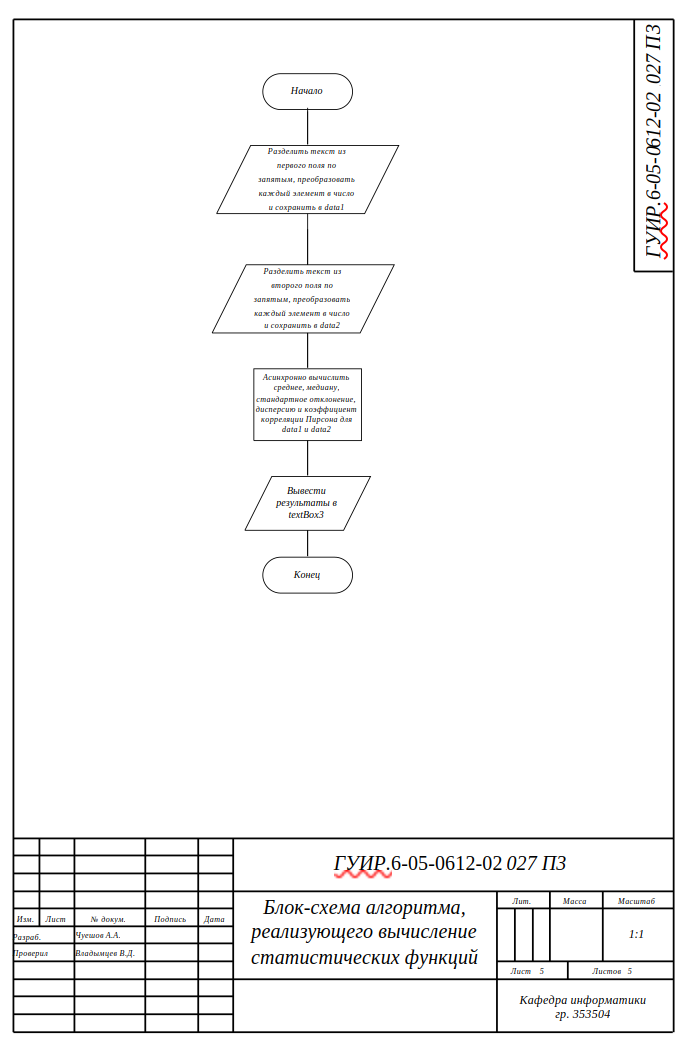 ГУИР.6-05-0612-02 027 ПЗ
Начало
Разделить текст из
первого поля по
запятым, преобразовать
каждый элемент в число
и сохранить в data1
Разделить текст из
второго поля по
запятым, преобразовать
каждый элемент в число
и сохранить в data2
Асинхронно вычислить
среднее, медиану,
стандартное отклонение,
дисперсию и коэффициент
корреляции Пирсона для
data1 и data2
Вывести
результаты в
textBox3
Конец
ГУИР.6-05-0612-02 027 ПЗ
Изм. Лист № докум. Подпись Дата
Разраб. Чуешов А.А.
Проверил Владымцев В.Д.
Блок-схема алгоритма,
реализующего вычисление
статистических функций
Лит. Масса Масштаб
1:1
Лист 5 Листов 5
Кафедра информатики
гр. 353504